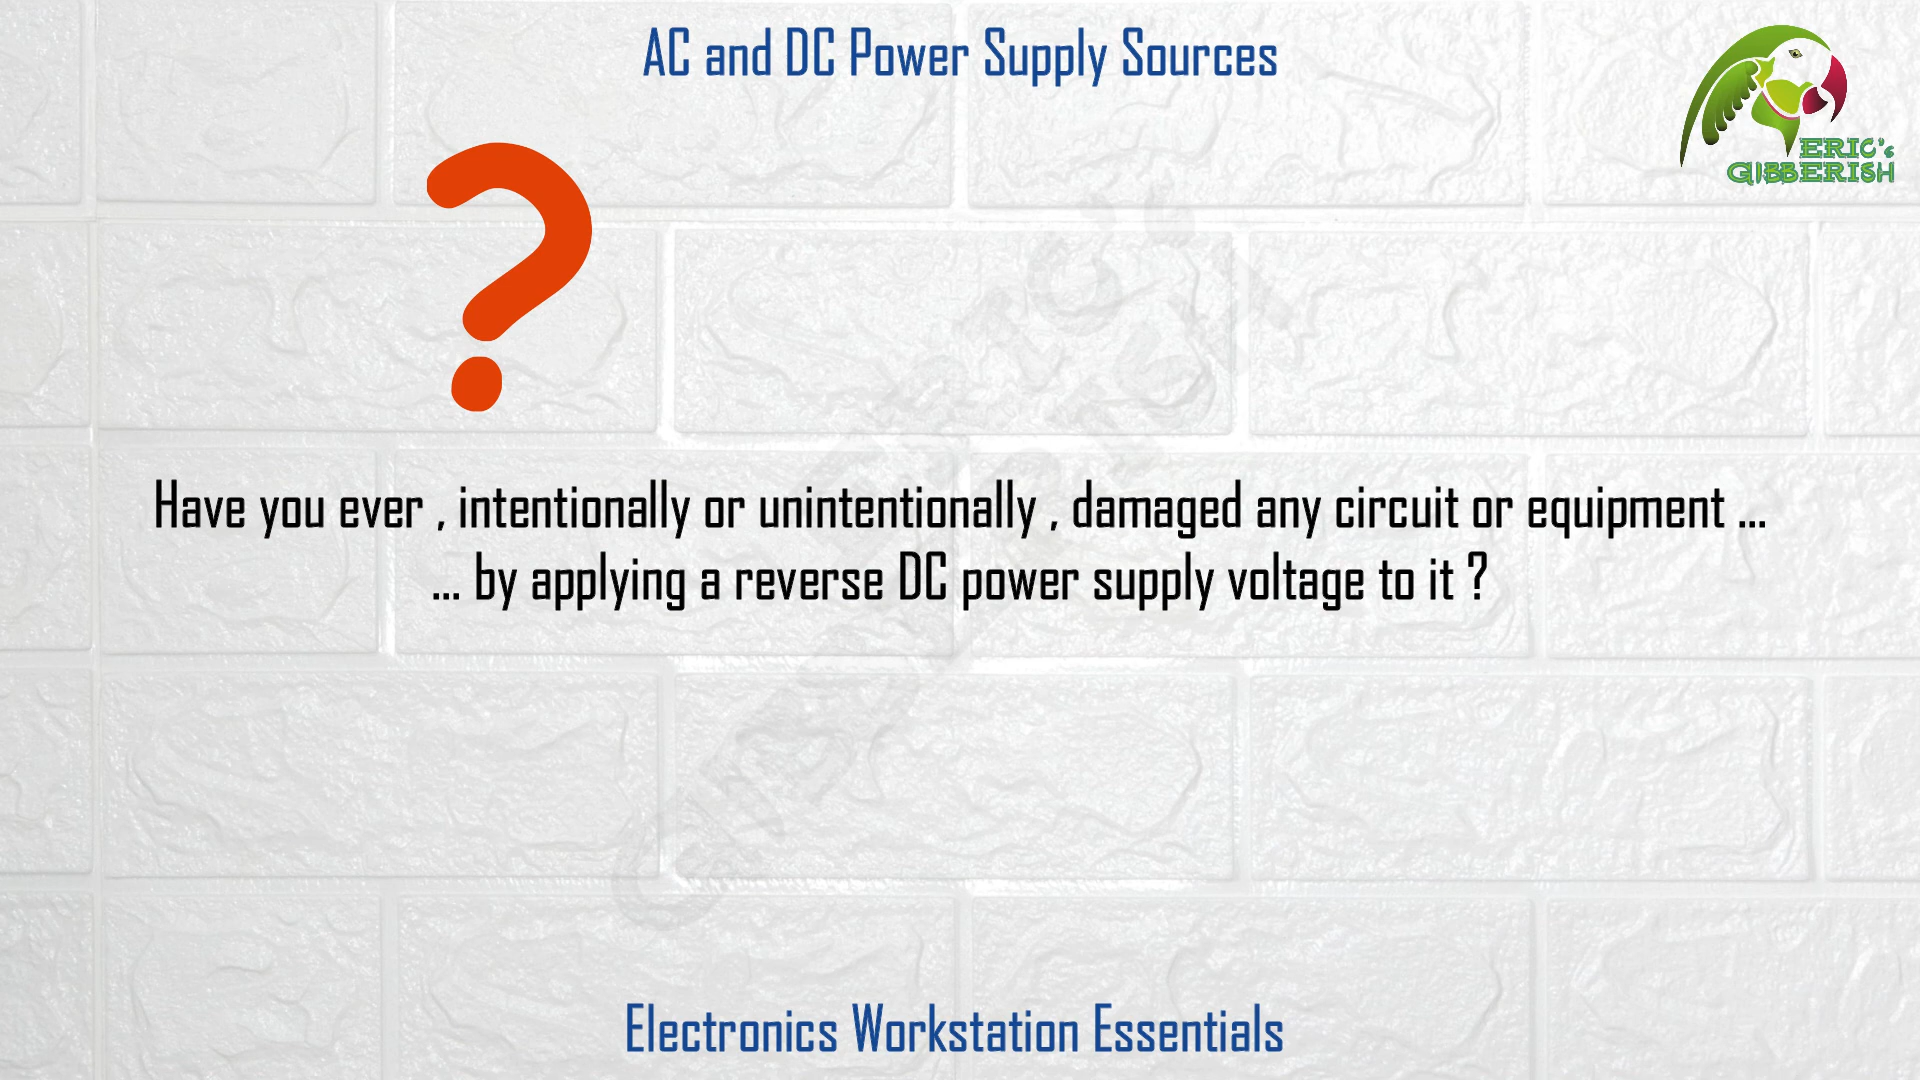 AC and DC Power Supply Sources
ERIC's
GIBBERISH
?
Have you ever , intentionally or unintentionally , damaged any circuit or equipment ...
... by applying a reverse DC power supply voltage to it ?
Electronics Workstation Essentials